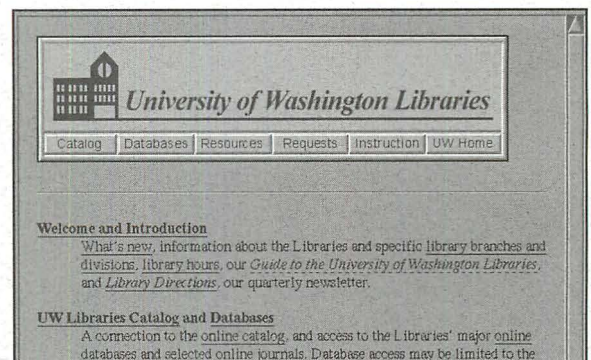 University of Washington Libraries
Catalog Databases Resources Requests Instruction UW Home
Welcome and Introduction
What's new, information about the Libraries and specific library branches and
divisions, library hours, our Guide to the University of Washington Libraries,
and Library Directions, our quarterly newsletter.
UW Libraries Catalog and Databases
A connection to the online catalog, and access to the Libraries' major online
databases and selected online journals. Database access may be limited to the